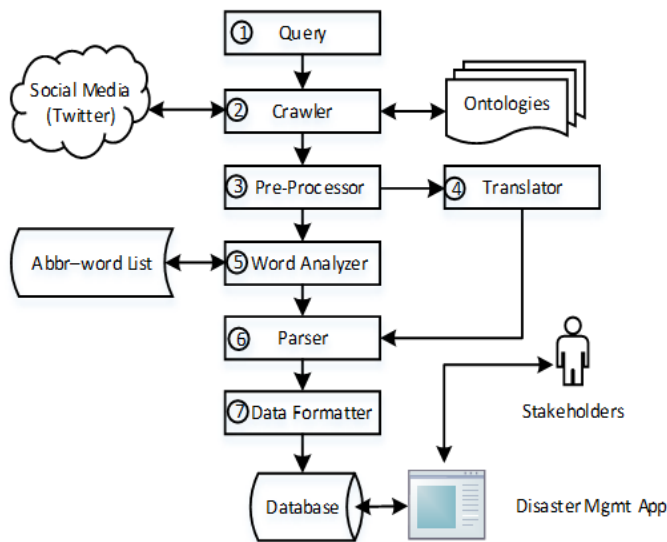 1 Query
Social Media
(Twitter)
2 Crawler
Ontologies
3 Pre-Processor
4 Translator
Abbr–word List
5 Word Analyzer
6 Parser
7 Data Formatter
Stakeholders
Database
Disaster Mgmt App